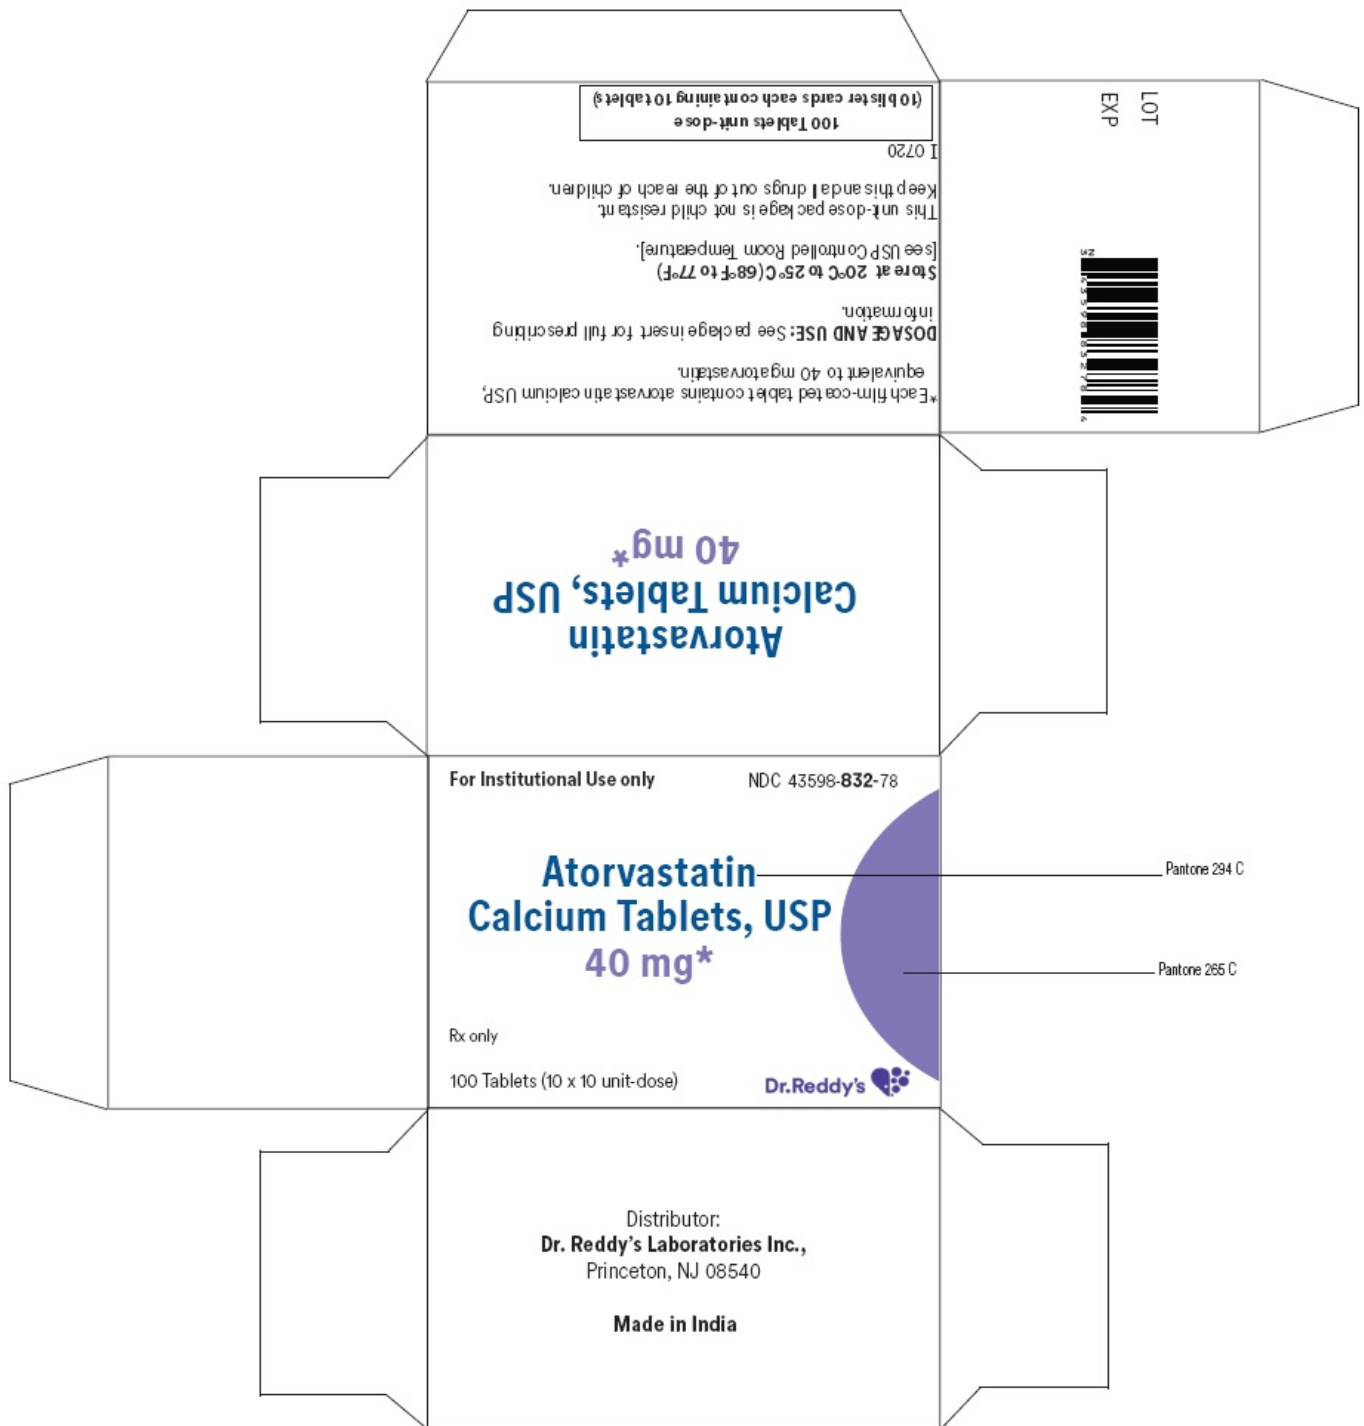 *Each film-coated tablet contains atorvastatin calcium USP,
equivalent to 40 mg atorvastatin.
DOSAGE AND USE: See package insert for full prescribing
information.
Store at 20°C to 25°C (68°F to 77°F)
[see USP Controlled Room Temperature].
This unit-dose package is not child resistant.
Keep this and all drugs out of the reach of children.
I 0720
100 Tablets unit-dose
(10 blister cards each containing 10 tablets)
LOT
EXP
Atorvastatin
Calcium Tablets, USP
40 mg*
For Institutional Use only
NDC 43598-832-78
Atorvastatin
Calcium Tablets, USP
40 mg*
Rx only
100 Tablets (10 x 10 unit-dose)
Dr.Reddy's
Pantone 294 C
Pantone 265 C
Distributor:
Dr. Reddy's Laboratories Inc.,
Princeton, NJ 08540
Made in India